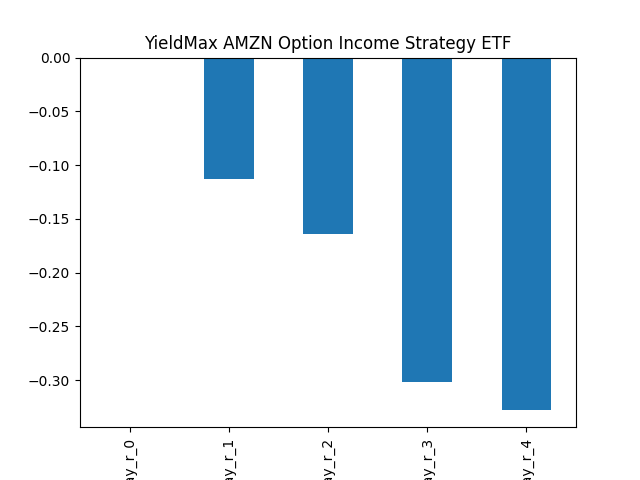 YieldMax AMZN Option Income Strategy ETF
0.00
−0.05
−0.10
−0.15
−0.20
−0.25
−0.30
ay_r_0
ay_r_1
ay_r_2
ay_r_3
ay_r_4